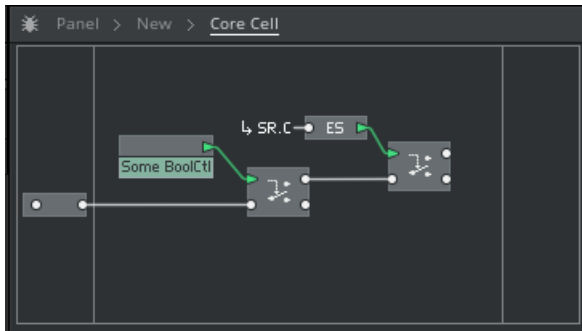 Panel > New > Core Cell
↳ SR.C
ES
Some BoolCtl